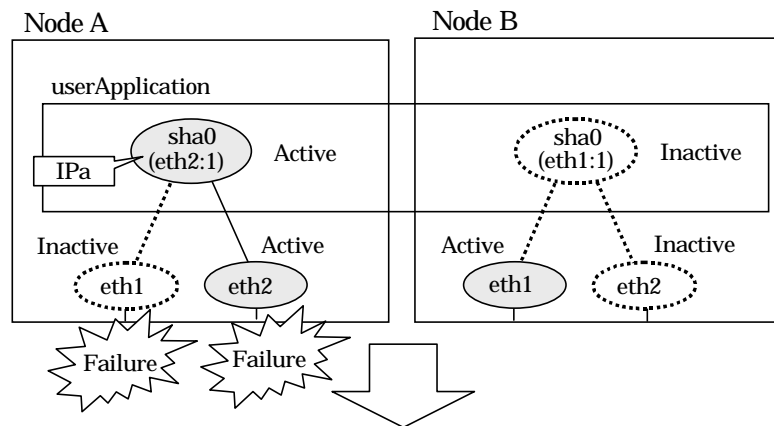 Node A
Node B
userApplication
sha0
(eth2:1)
Active
IPa
sha0
(eth1:1)
Inactive
Inactive
Active
Active
Inactive
eth1
eth2
eth1
eth2
Failure
Failure